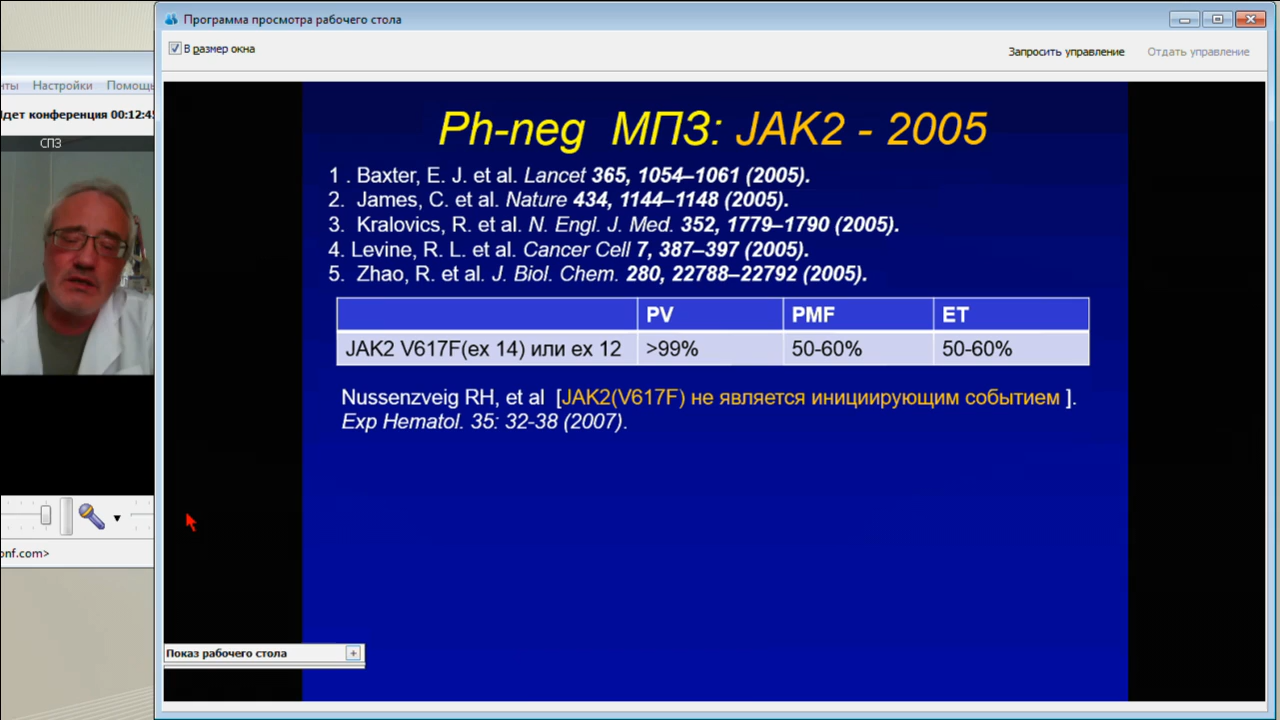 Программа просмотра рабочего стола
В размер окна
Запросить управление
Отдать управление
нты Настройки Помощь
дет конференция 00:12:4
СПЗ
Ph-neg МПЗ: JAK2 - 2005
1 . Baxter, E. J. et al. Lancet 365, 1054–1061 (2005).
2. James, C. et al. Nature 434, 1144–1148 (2005).
3. Kralovics, R. et al. N. Engl. J. Med. 352, 1779–1790 (2005).
4. Levine, R. L. et al. Cancer Cell 7, 387–397 (2005).
5. Zhao, R. et al. J. Biol. Chem. 280, 22788–22792 (2005).
PV PMF ET
JAK2 V617F(ex 14) или ex 12 >99% 50-60% 50-60%
Nussenzveig RH, et al [JAK2(V617F) не является инициирующим событием ].
Exp Hematol. 35: 32-38 (2007).
onf.com>
Показ рабочего стола